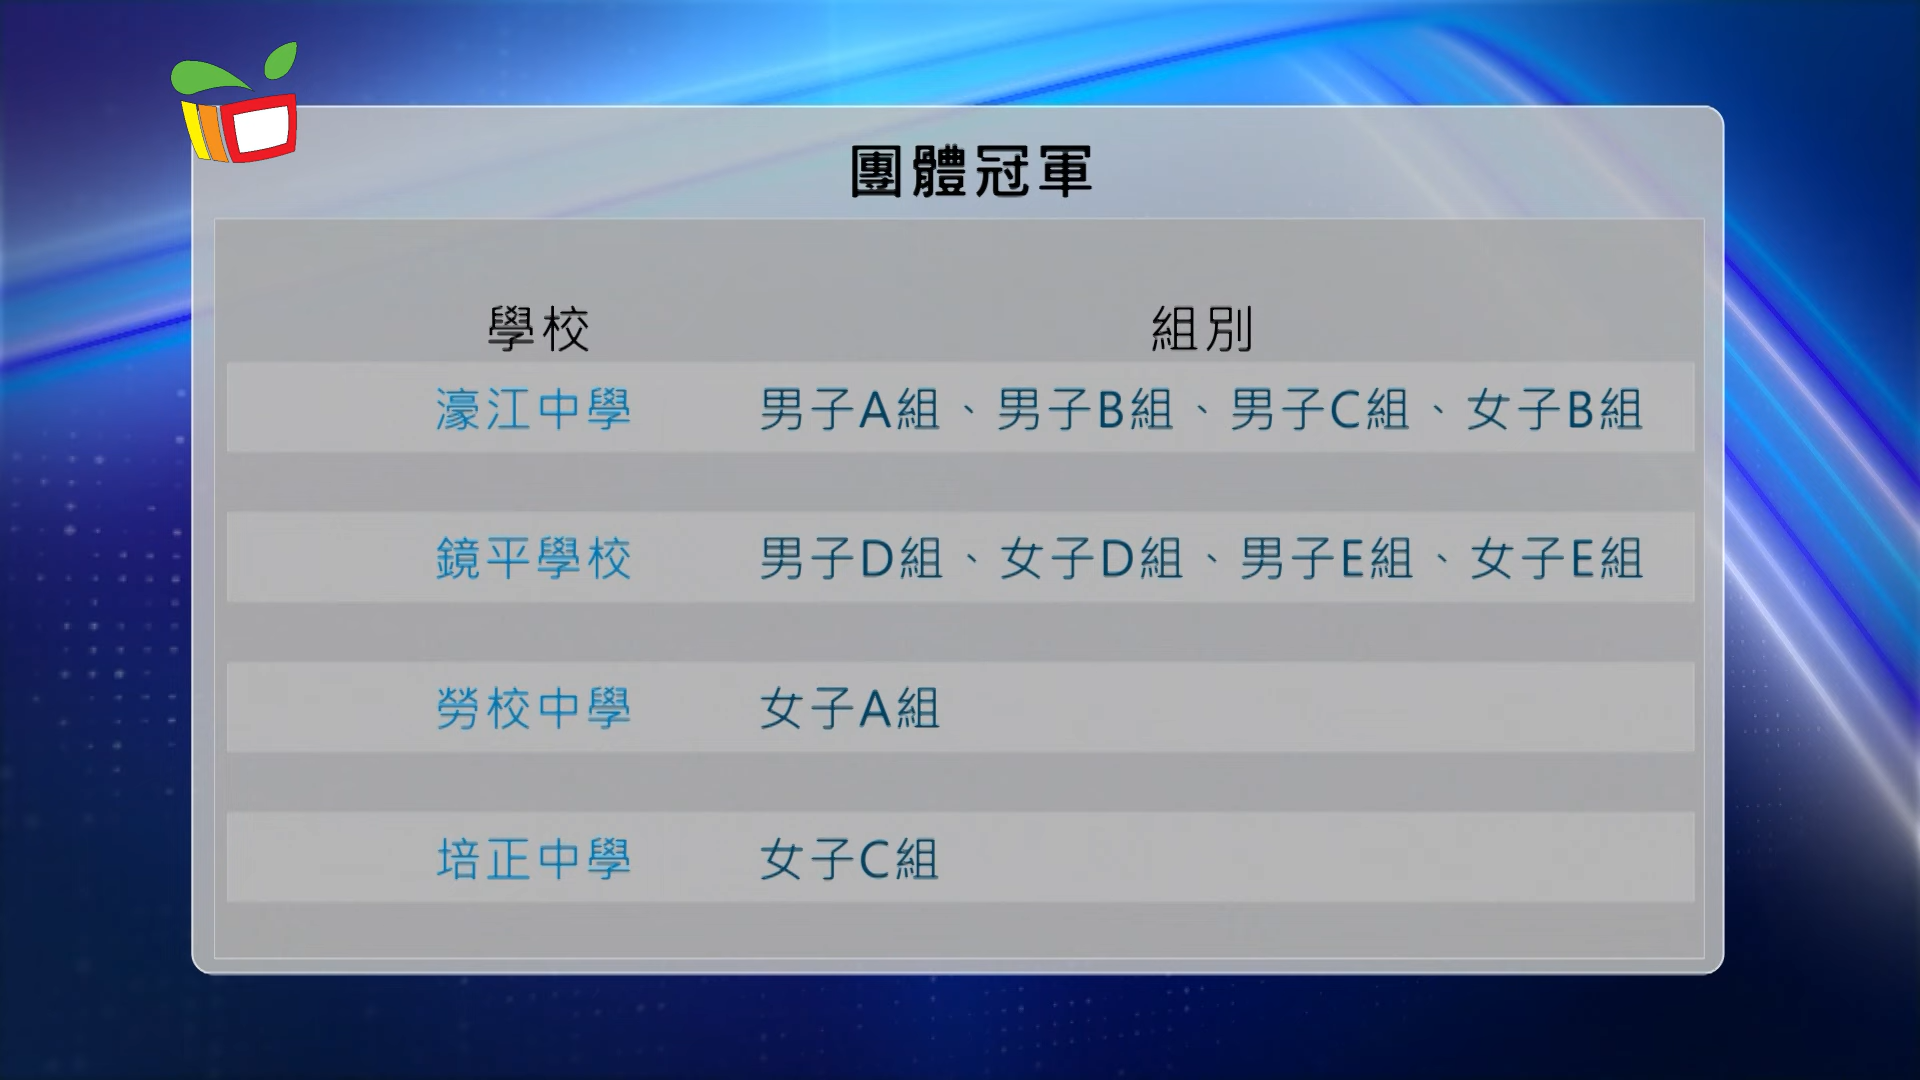 團體冠軍
學校 組別
濠江中學 男子A組、男子B組、男子C組、女子B組
鏡平學校 男子D組、女子D組、男子E組、女子E組
勞校中學 女子A組
培正中學 女子C組